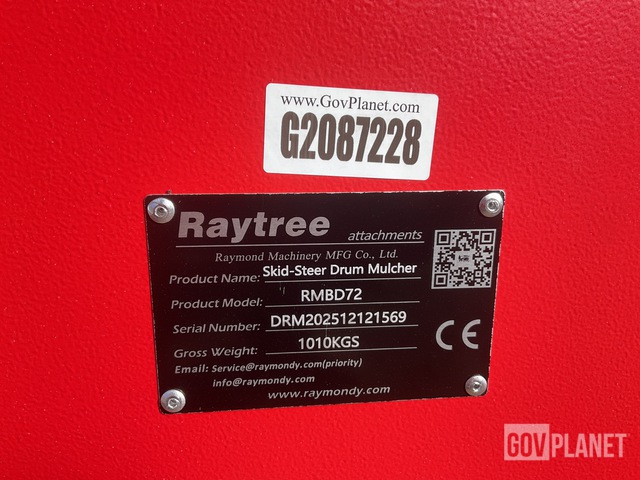 www.GovPlanet.com
G2087228
Raytree attachments
Raymond Machinery MFG Co., Ltd.
Product Name: Skid-Steer Drum Mulcher
Product Model: RMBD72
Serial Number: DRM202512121569
Gross Weight: 1010KGS
CE
Email: Service@raymondy.com(priority)
info@raymondy.com
www.raymondy.com
GOVPLANET